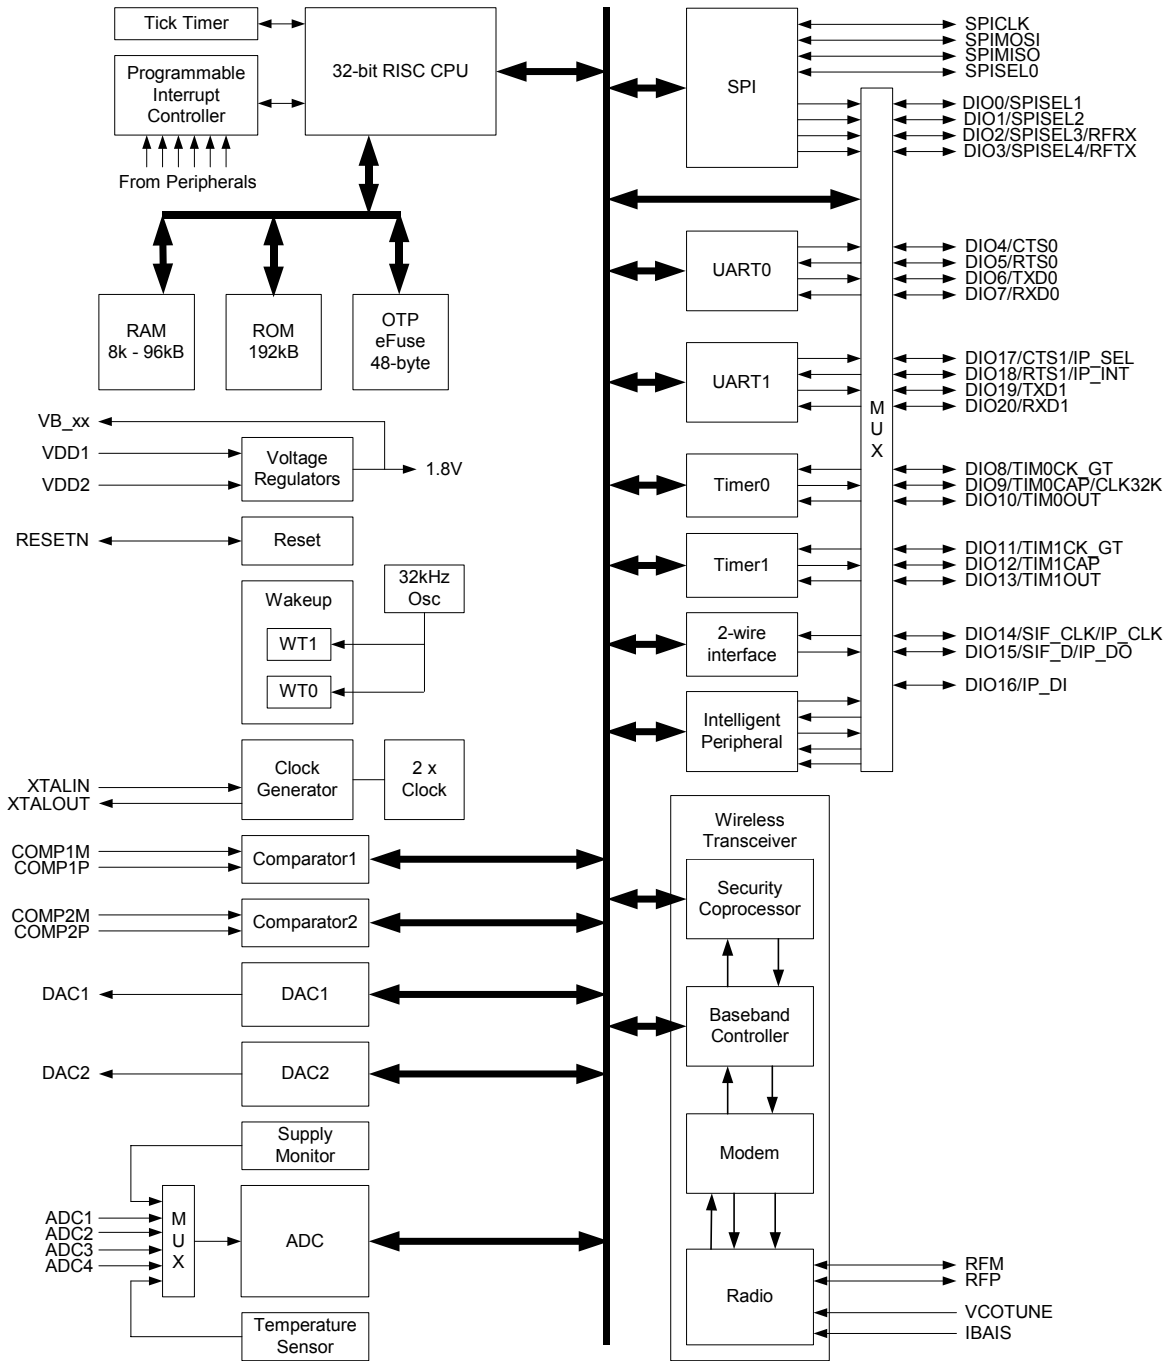 Tick Timer
Programmable
Interrupt
Controller
From Peripherals
32-bit RISC CPU
RAM
8k - 96kB
ROM
192kB
OTP
eFuse
48-byte
VB_xx
VDD1
VDD2
Voltage
Regulators
1.8V
RESETN
Reset
Wakeup
WT1
WT0
32kHz
Osc
XTALIN
XTALOUT
Clock
Generator
2 x
Clock
COMP1M
COMP1P
Comparator1
COMP2M
COMP2P
Comparator2
DAC1
DAC1
DAC2
DAC2
Supply
Monitor
ADC1
ADC2
ADC3
ADC4
M
U
X
ADC
Temperature
Sensor
SPI
SPICLK
SPIMOSI
SPIMISO
SPISEL0
DIO0/SPISEL1
DIO1/SPISEL2
DIO2/SPISEL3/RFRX
DIO3/SPISEL4/RFTX
UART0
DIO4/CTS0
DIO5/RTS0
DIO6/TXD0
DIO7/RXD0
UART1
DIO17/CTS1/IP_SEL
DIO18/RTS1/IP_INT
DIO19/TXD1
DIO20/RXD1
M
U
X
Timer0
DIO8/TIM0CK_GT
DIO9/TIM0CAP/CLK32K
DIO10/TIM0OUT
Timer1
DIO11/TIM1CK_GT
DIO12/TIM1CAP
DIO13/TIM1OUT
2-wire
interface
DIO14/SIF_CLK/IP_CLK
DIO15/SIF_D/IP_DO
DIO16/IP_DI
Intelligent
Peripheral
Wireless
Transceiver
Security
Coprocessor
Baseband
Controller
Modem
Radio
RFM
RFP
VCOTUNE
IBAIS